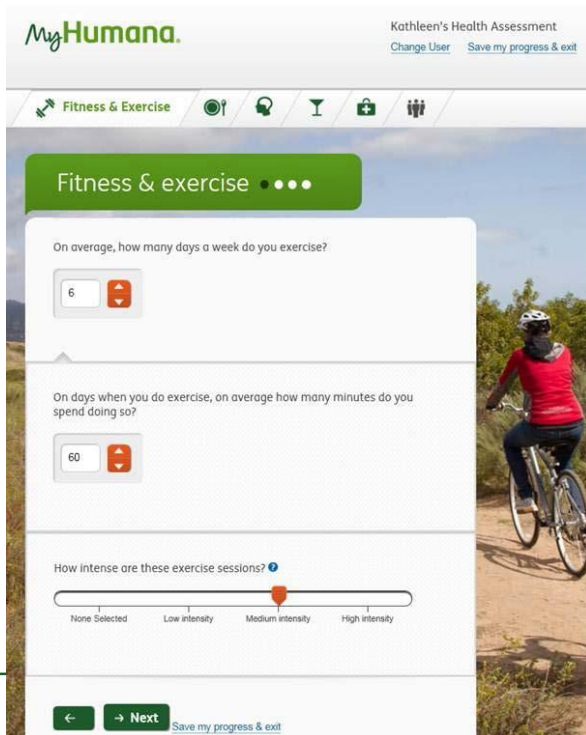 MyHumana.
Kathleen's Health Assessment
Change User Save my progress & exit
Fitness & Exercise
Fitness & exercise
On average, how many days a week do you exercise?
6
On days when you do exercise, on average how many minutes do you
spend doing so?
60
How intense are these exercise sessions? ?
None Selected Low intensity Medium intensity High intensity
← → Next Save my progress & exit